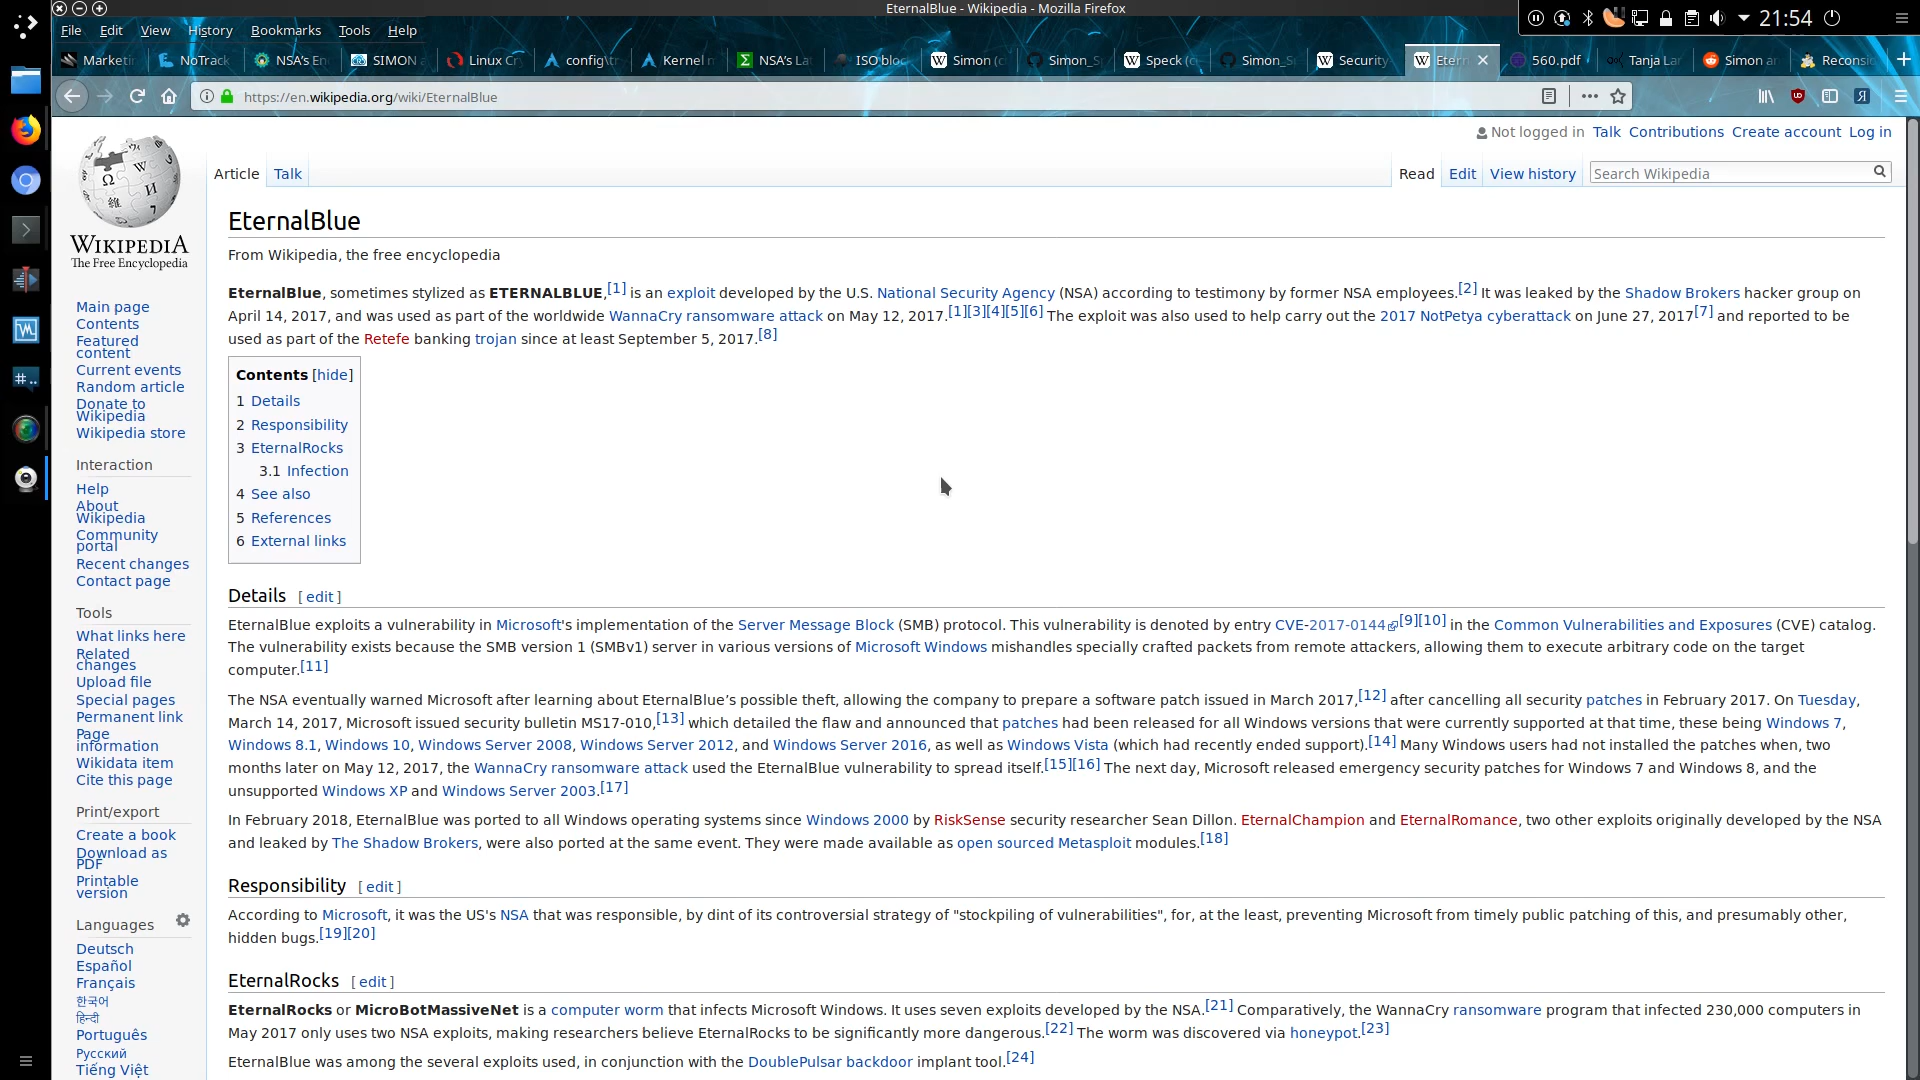 EternalBlue - Wikipedia - Mozilla Firefox
21:54
File Edit View History Bookmarks Tools Help
Marketi NoTrack NSA's En SIMON a Linux Cr config\tr Kernel n NSA's La ISO bloc Simon (c Simon_S Speck (c Simon_S Security Etern 560.pdf Tanja Lar Simon an Reconsi
https://en.wikipedia.org/wiki/EternalBlue
Not logged in Talk Contributions Create account Log in
Article Talk Read Edit View history Search Wikipedia
WIKIPEDIA
The Free Encyclopedia
Main page
Contents
Featured content
Current events
Random article
Donate to Wikipedia
Wikipedia store
Interaction
Help
About Wikipedia
Community portal
Recent changes
Contact page
Tools
What links here
Related changes
Upload file
Special pages
Permanent link
Page information
Wikidata item
Cite this page
Print/export
Create a book
Download as PDF
Printable version
Languages
Deutsch
Español
Français
한국어
हिन्दी
Português
Русский
Tiếng Việt
EternalBlue
From Wikipedia, the free encyclopedia
EternalBlue, sometimes stylized as ETERNALBLUE,[1] is an exploit developed by the U.S. National Security Agency (NSA) according to testimony by former NSA employees.[2] It was leaked by the Shadow Brokers hacker group on
April 14, 2017, and was used as part of the worldwide WannaCry ransomware attack on May 12, 2017.[1][3][4][5][6] The exploit was also used to help carry out the 2017 NotPetya cyberattack on June 27, 2017[7] and reported to be
used as part of the Retefe banking trojan since at least September 5, 2017.[8]
Contents [hide]
1 Details
2 Responsibility
3 EternalRocks
3.1 Infection
4 See also
5 References
6 External links
Details [ edit ]
EternalBlue exploits a vulnerability in Microsoft's implementation of the Server Message Block (SMB) protocol. This vulnerability is denoted by entry CVE-2017-0144[9][10] in the Common Vulnerabilities and Exposures (CVE) catalog.
The vulnerability exists because the SMB version 1 (SMBv1) server in various versions of Microsoft Windows mishandles specially crafted packets from remote attackers, allowing them to execute arbitrary code on the target
computer.[11]
The NSA eventually warned Microsoft after learning about EternalBlue’s possible theft, allowing the company to prepare a software patch issued in March 2017,[12] after cancelling all security patches in February 2017. On Tuesday,
March 14, 2017, Microsoft issued security bulletin MS17-010,[13] which detailed the flaw and announced that patches had been released for all Windows versions that were currently supported at that time, these being Windows 7,
Windows 8.1, Windows 10, Windows Server 2008, Windows Server 2012, and Windows Server 2016, as well as Windows Vista (which had recently ended support).[14] Many Windows users had not installed the patches when, two
months later on May 12, 2017, the WannaCry ransomware attack used the EternalBlue vulnerability to spread itself.[15][16] The next day, Microsoft released emergency security patches for Windows 7 and Windows 8, and the
unsupported Windows XP and Windows Server 2003.[17]
In February 2018, EternalBlue was ported to all Windows operating systems since Windows 2000 by RiskSense security researcher Sean Dillon. EternalChampion and EternalRomance, two other exploits originally developed by the NSA
and leaked by The Shadow Brokers, were also ported at the same event. They were made available as open sourced Metasploit modules.[18]
Responsibility [ edit ]
According to Microsoft, it was the US's NSA that was responsible, by dint of its controversial strategy of "stockpiling of vulnerabilities", for, at the least, preventing Microsoft from timely public patching of this, and presumably other,
hidden bugs.[19][20]
EternalRocks [ edit ]
EternalRocks or MicroBotMassiveNet is a computer worm that infects Microsoft Windows. It uses seven exploits developed by the NSA.[21] Comparatively, the WannaCry ransomware program that infected 230,000 computers in
May 2017 only uses two NSA exploits, making researchers believe EternalRocks to be significantly more dangerous.[22] The worm was discovered via honeypot.[23]
EternalBlue was among the several exploits used, in conjunction with the DoublePulsar backdoor implant tool.[24]